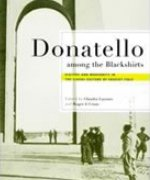 Donatello
among the Blackshirts
HISTORY AND MODERNITY IN
THE VISUAL CULTURE OF FASCIST ITALY
Edited by Claudia Lazzaro
and Roger J. Crum